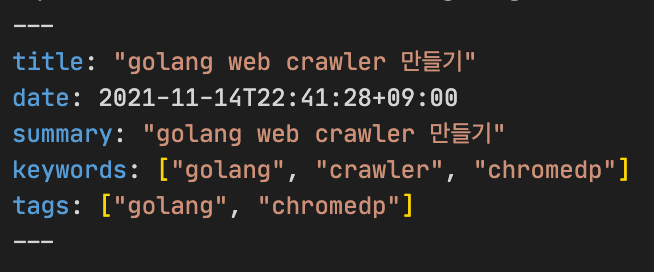 ---
title: "golang web crawler 만들기"
date: 2021-11-14T22:41:28+09:00
summary: "golang web crawler 만들기"
keywords: ["golang", "crawler", "chromedp"]
tags: ["golang", "chromedp"]
---